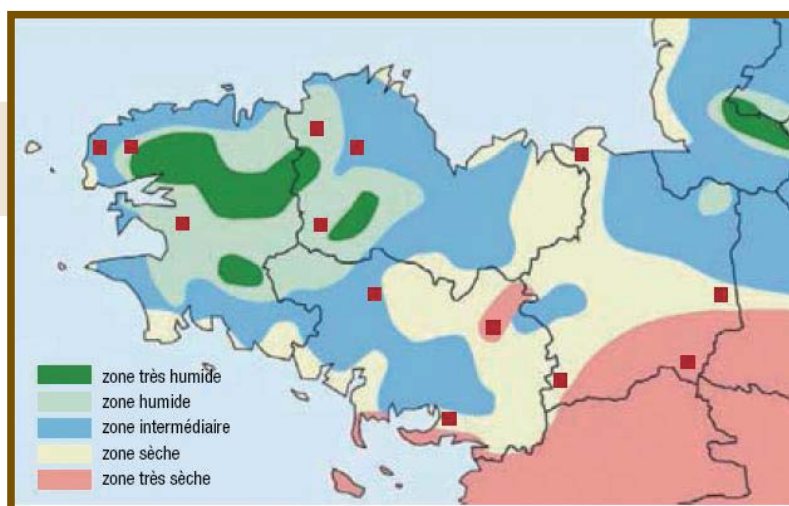 zone très humide
zone humide
zone intermédiaire
zone sèche
zone très sèche